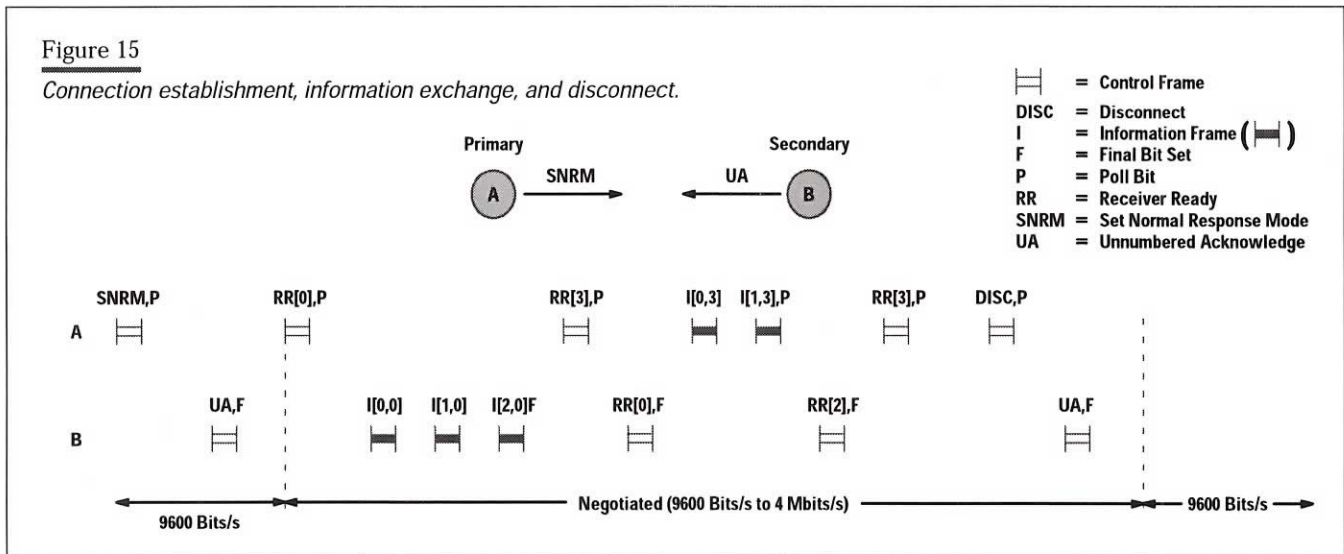 Figure 15
Connection establishment, information exchange, and disconnect.
= Control Frame
DISC = Disconnect
I = Information Frame ( )
F = Final Bit Set
P = Poll Bit
RR = Receiver Ready
SNRM = Set Normal Response Mode
UA = Unnumbered Acknowledge
Primary Secondary
A SNRM UA B
SNRM,P RR[0],P RR[3],P I[0,3] I[1,3],P RR[3],P DISC,P
A
UA,F I[0,0] I[1,0] I[2,0]F RR[0],F RR[2],F UA,F
B
9600 Bits/s Negotiated (9600 Bits/s to 4 Mbits/s) 9600 Bits/s